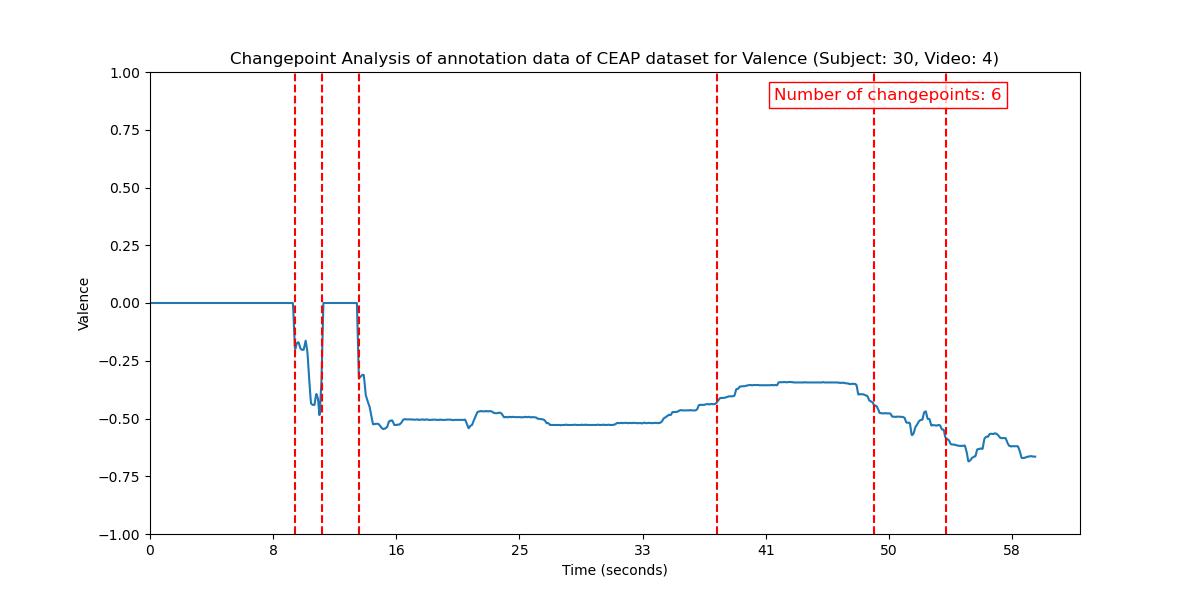 Changepoint Analysis of annotation data of CEAP dataset for Valence (Subject: 30, Video: 4)
Number of changepoints: 6
1.00
0.75
0.50
0.25
0.00
−0.25
−0.50
−0.75
−1.00
Valence
0 8 16 25 33 41 50 58
Time (seconds)